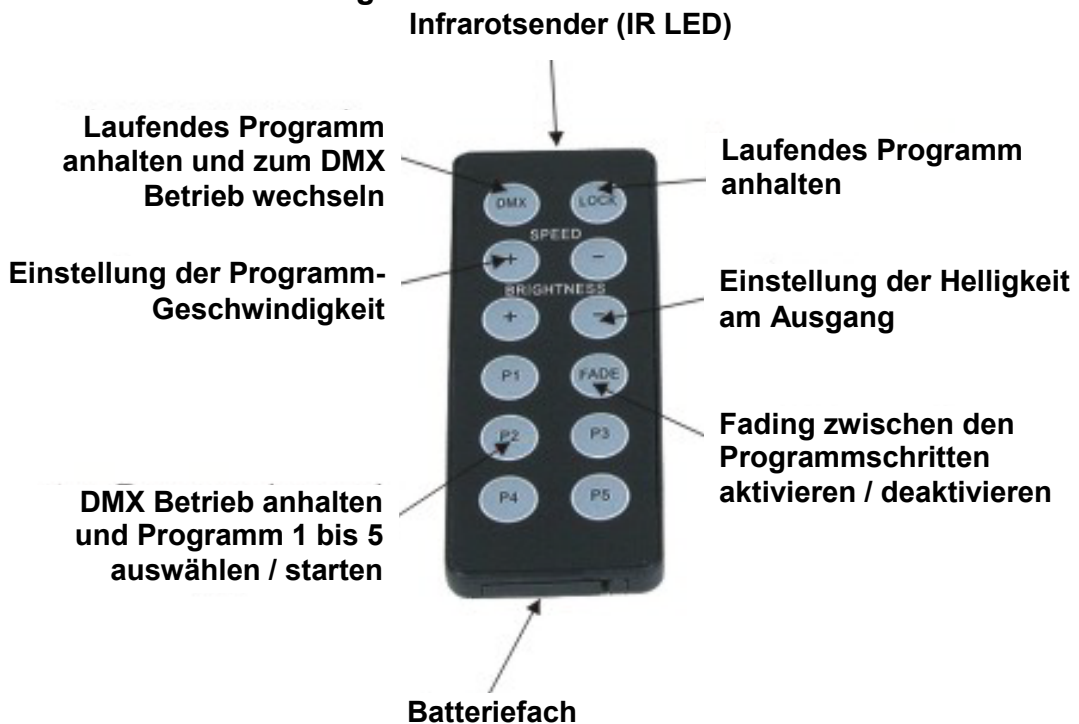 Infrarotsender (IR LED)
Laufendes Programm
anhalten und zum DMX
Betrieb wechseln
Laufendes Programm
anhalten
DMX
LOCK
SPEED
Einstellung der Programm-
Geschwindigkeit
+
−
BRIGHTNESS
Einstellung der Helligkeit
am Ausgang
+
−
P1
FADE
Fading zwischen den
Programmschritten
aktivieren / deaktivieren
P2
P3
DMX Betrieb anhalten
und Programm 1 bis 5
auswählen / starten
P4
P5
Batteriefach